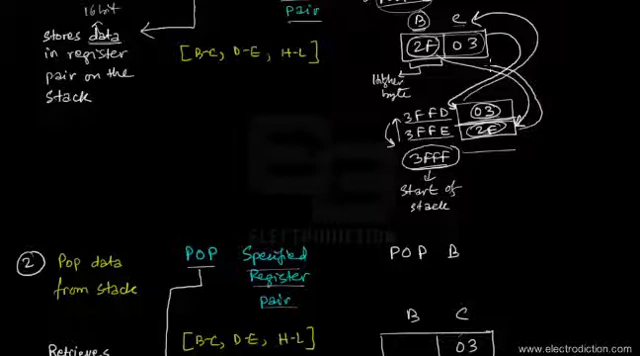 16 bit
pair
B C
stores data
in register
pair on the
stack
[B-C, D-E, H-L]
2F 03
Higher
byte
3FFD 03
3FFE 2F
3FFF
start of
stack
ELECTRODICTION
2 Pop data
from stack
POP Specified
Register
pair
POP B
B C
[B-C, D-E, H-L]
03
Retrieves
www.electrodiction.com